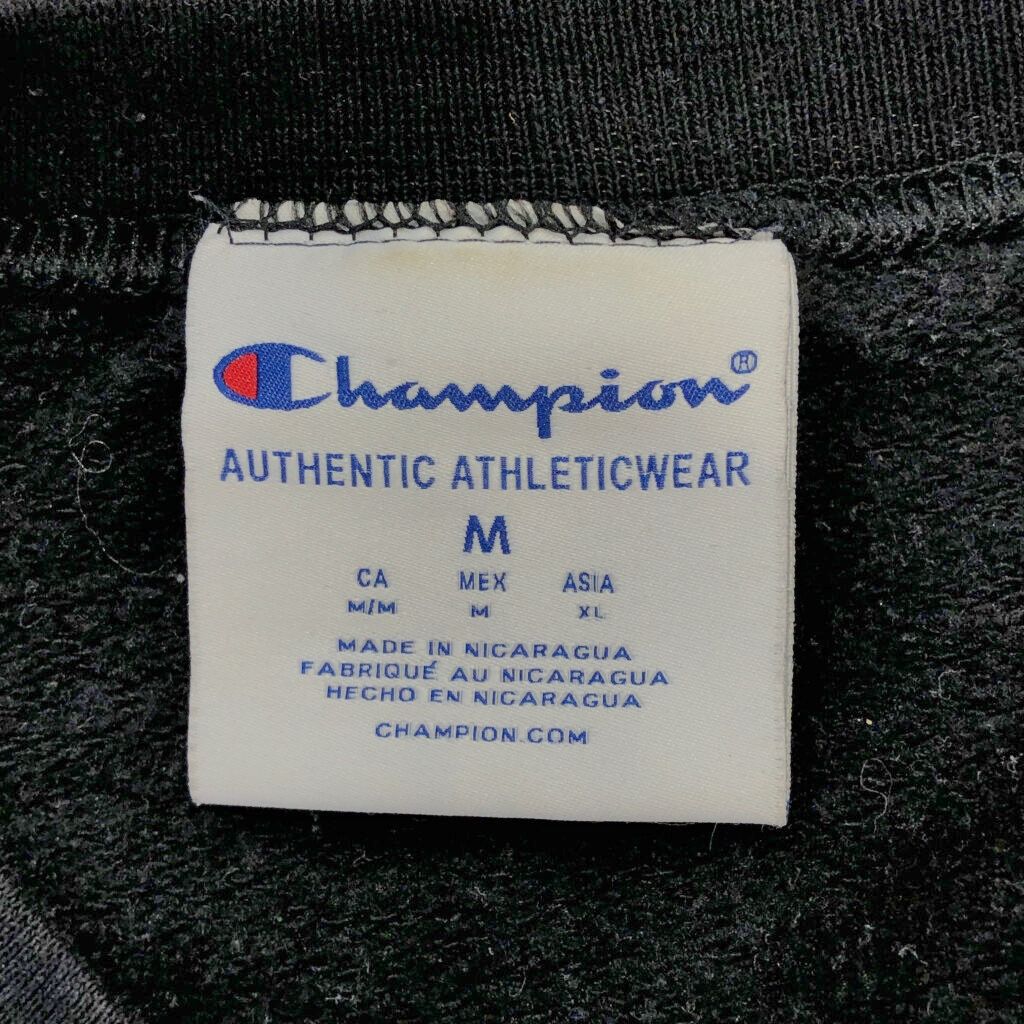 Champion®
AUTHENTIC ATHLETICWEAR
M
CA MEX ASIA
M/M M XL
MADE IN NICARAGUA
FABRIQUÉ AU NICARAGUA
HECHO EN NICARAGUA
CHAMPION.COM